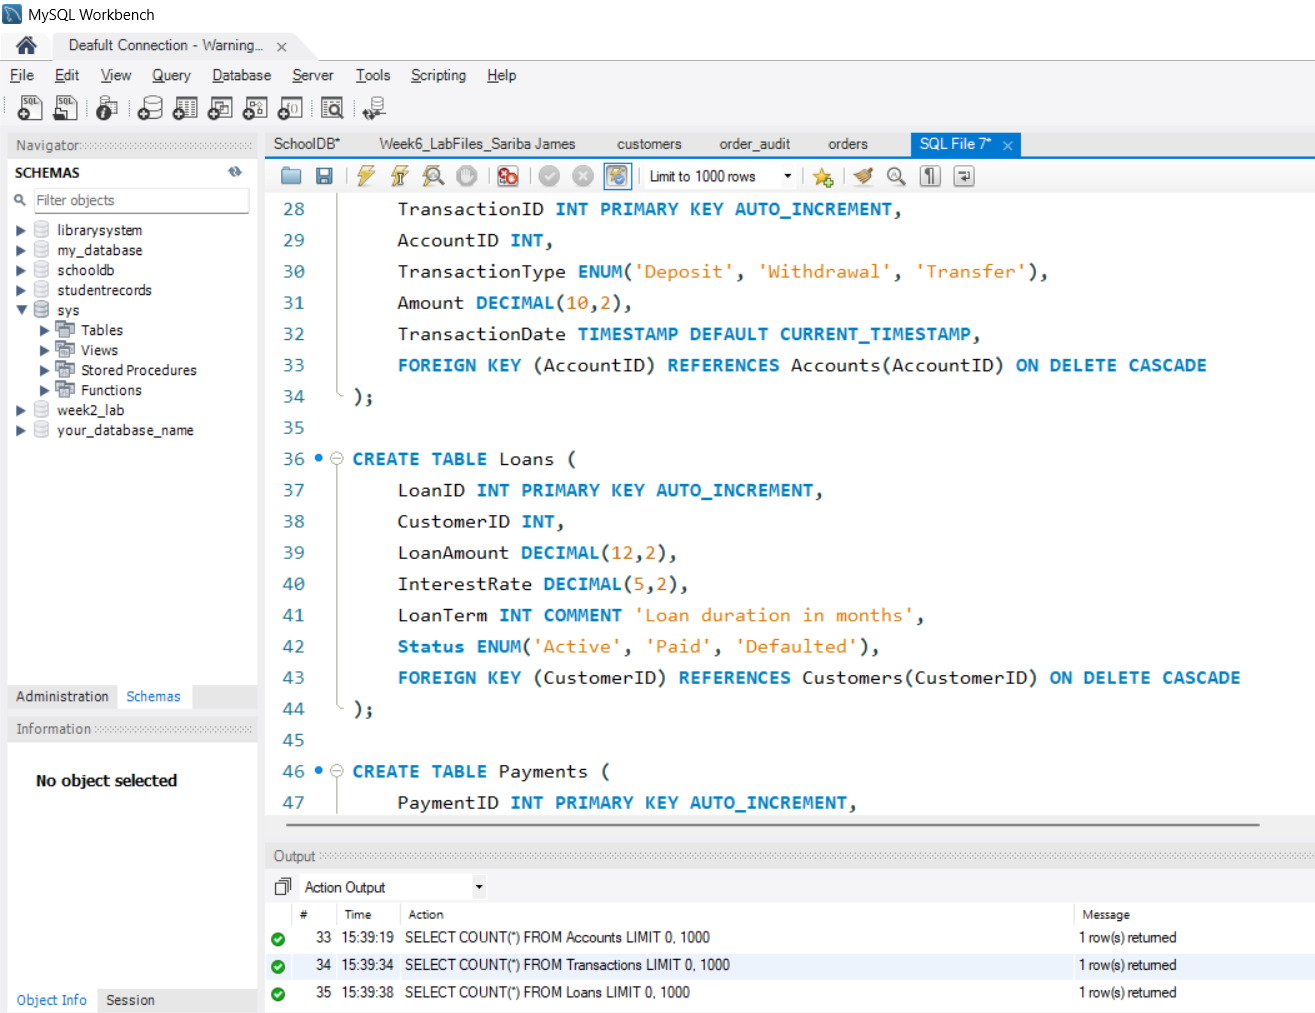 MySQL Workbench
Deafult Connection - Warning...
File Edit View Query Database Server Tools Scripting Help
Navigator
SCHEMAS
Filter objects
librarysystem
my_database
schooldb
studentrecords
sys
Tables
Views
Stored Procedures
Functions
week2_lab
your_database_name
Administration Schemas
Information
No object selected
Object Info Session
SchoolDB* Week6_LabFiles_Sariba James customers order_audit orders SQL File 7*
Limit to 1000 rows
28 TransactionID INT PRIMARY KEY AUTO_INCREMENT,
29 AccountID INT,
30 TransactionType ENUM('Deposit', 'Withdrawal', 'Transfer'),
31 Amount DECIMAL(10,2),
32 TransactionDate TIMESTAMP DEFAULT CURRENT_TIMESTAMP,
33 FOREIGN KEY (AccountID) REFERENCES Accounts(AccountID) ON DELETE CASCADE
34 );
35
36 CREATE TABLE Loans (
37 LoanID INT PRIMARY KEY AUTO_INCREMENT,
38 CustomerID INT,
39 LoanAmount DECIMAL(12,2),
40 InterestRate DECIMAL(5,2),
41 LoanTerm INT COMMENT 'Loan duration in months',
42 Status ENUM('Active', 'Paid', 'Defaulted'),
43 FOREIGN KEY (CustomerID) REFERENCES Customers(CustomerID) ON DELETE CASCADE
44 );
45
46 CREATE TABLE Payments (
47 PaymentID INT PRIMARY KEY AUTO_INCREMENT,
Output
Action Output
# Time Action Message
33 15:39:19 SELECT COUNT(*) FROM Accounts LIMIT 0, 1000 1 row(s) returned
34 15:39:34 SELECT COUNT(*) FROM Transactions LIMIT 0, 1000 1 row(s) returned
35 15:39:38 SELECT COUNT(*) FROM Loans LIMIT 0, 1000 1 row(s) returned